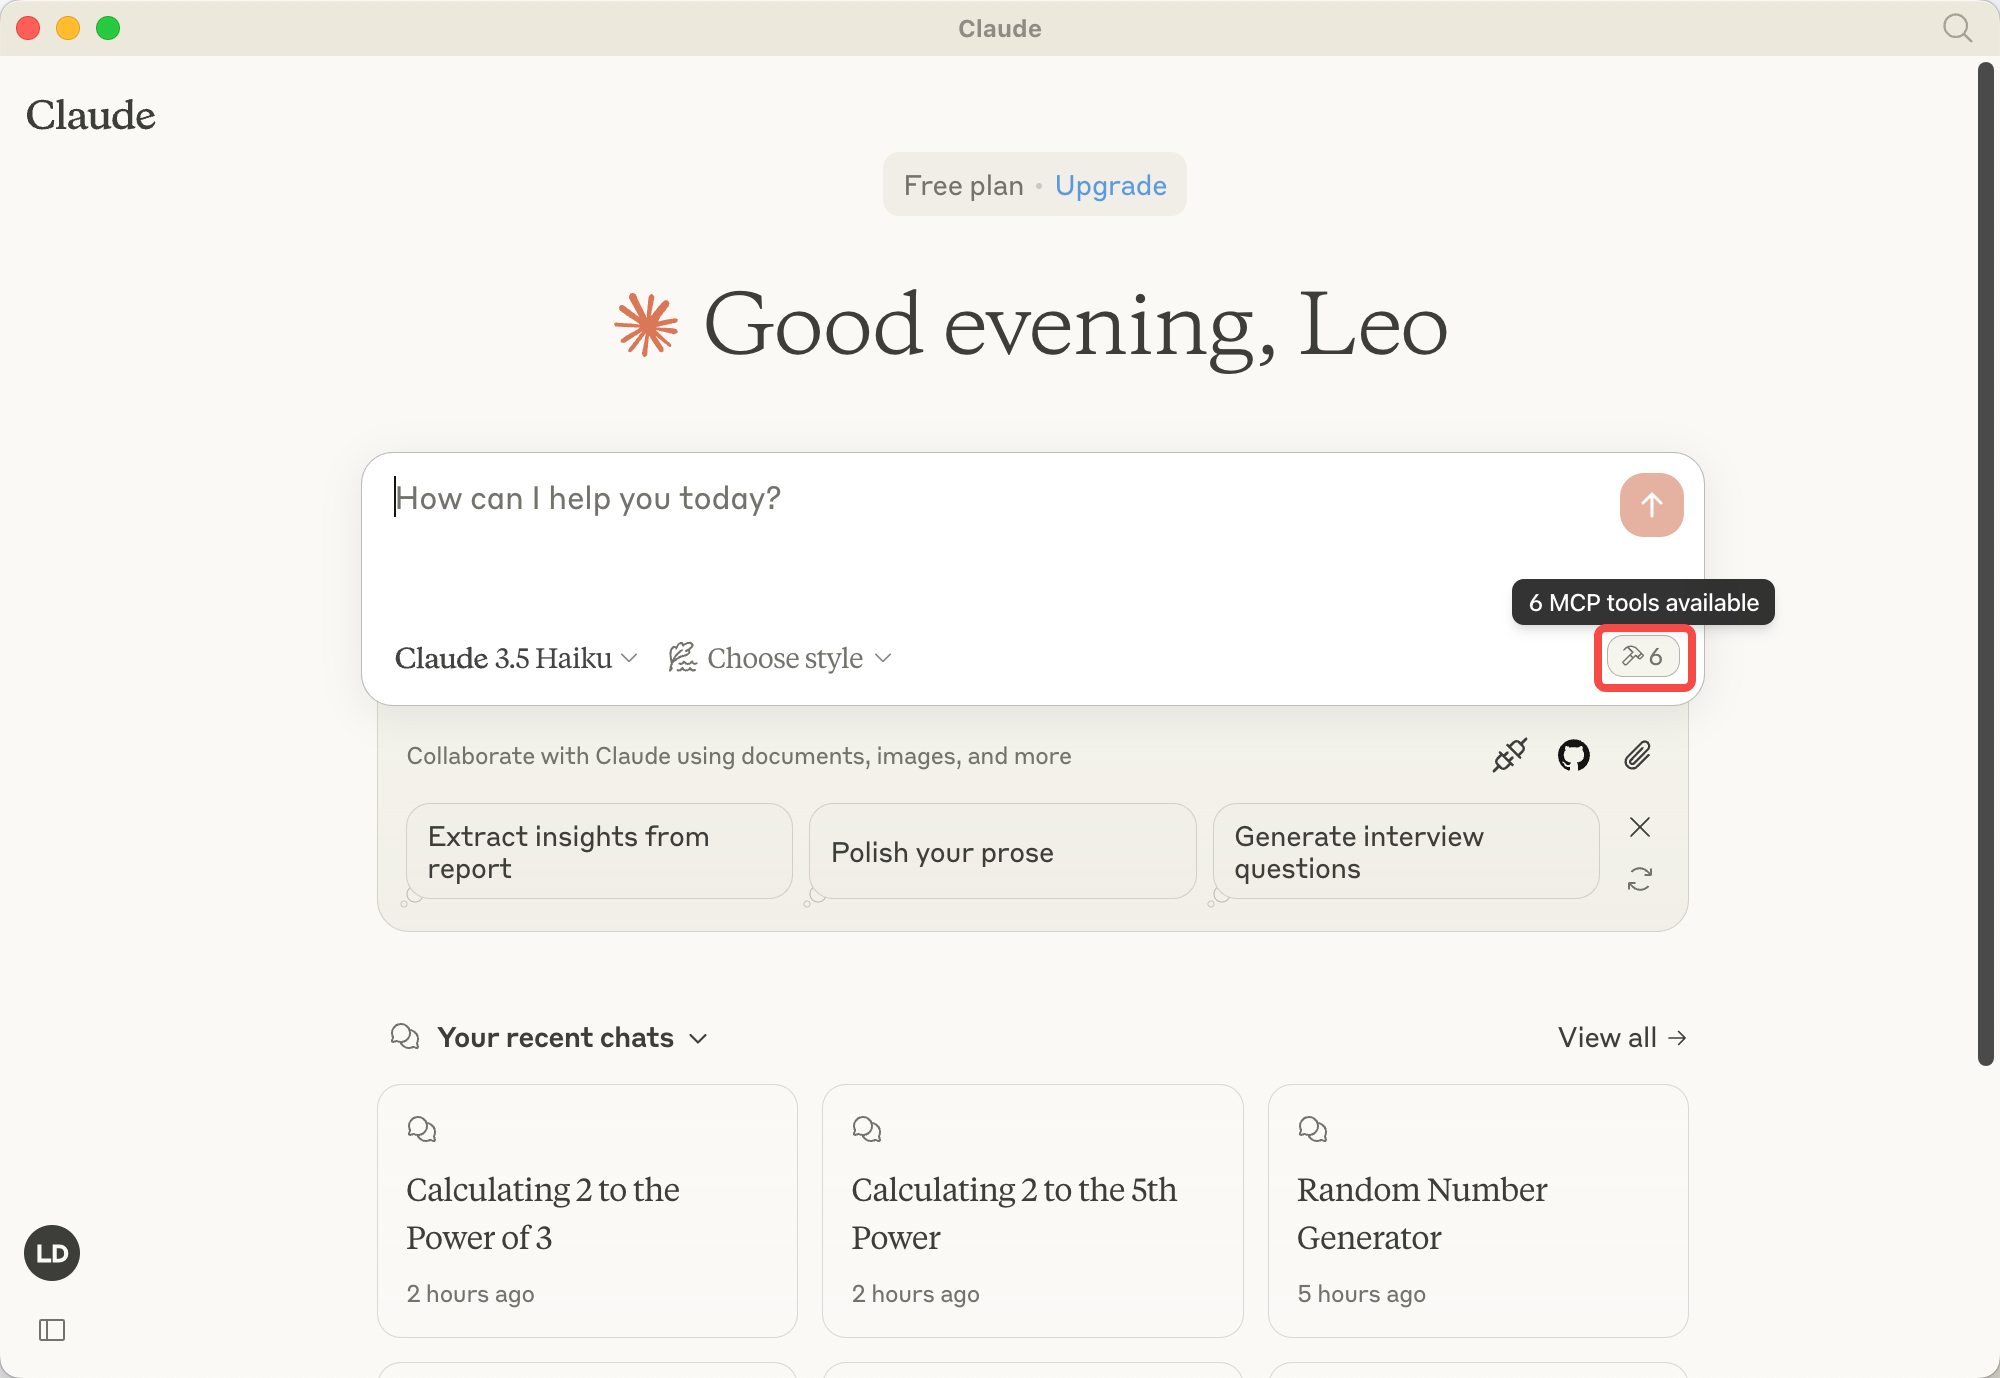 Claude
Claude
Free plan • Upgrade
Good evening, Leo
How can I help you today?
6 MCP tools available
Claude 3.5 Haiku
Choose style
6
Collaborate with Claude using documents, images, and more
Extract insights from
report
Polish your prose
Generate interview
questions
Your recent chats
View all →
Calculating 2 to the
Power of 3
2 hours ago
Calculating 2 to the 5th
Power
2 hours ago
Random Number
Generator
5 hours ago
LD